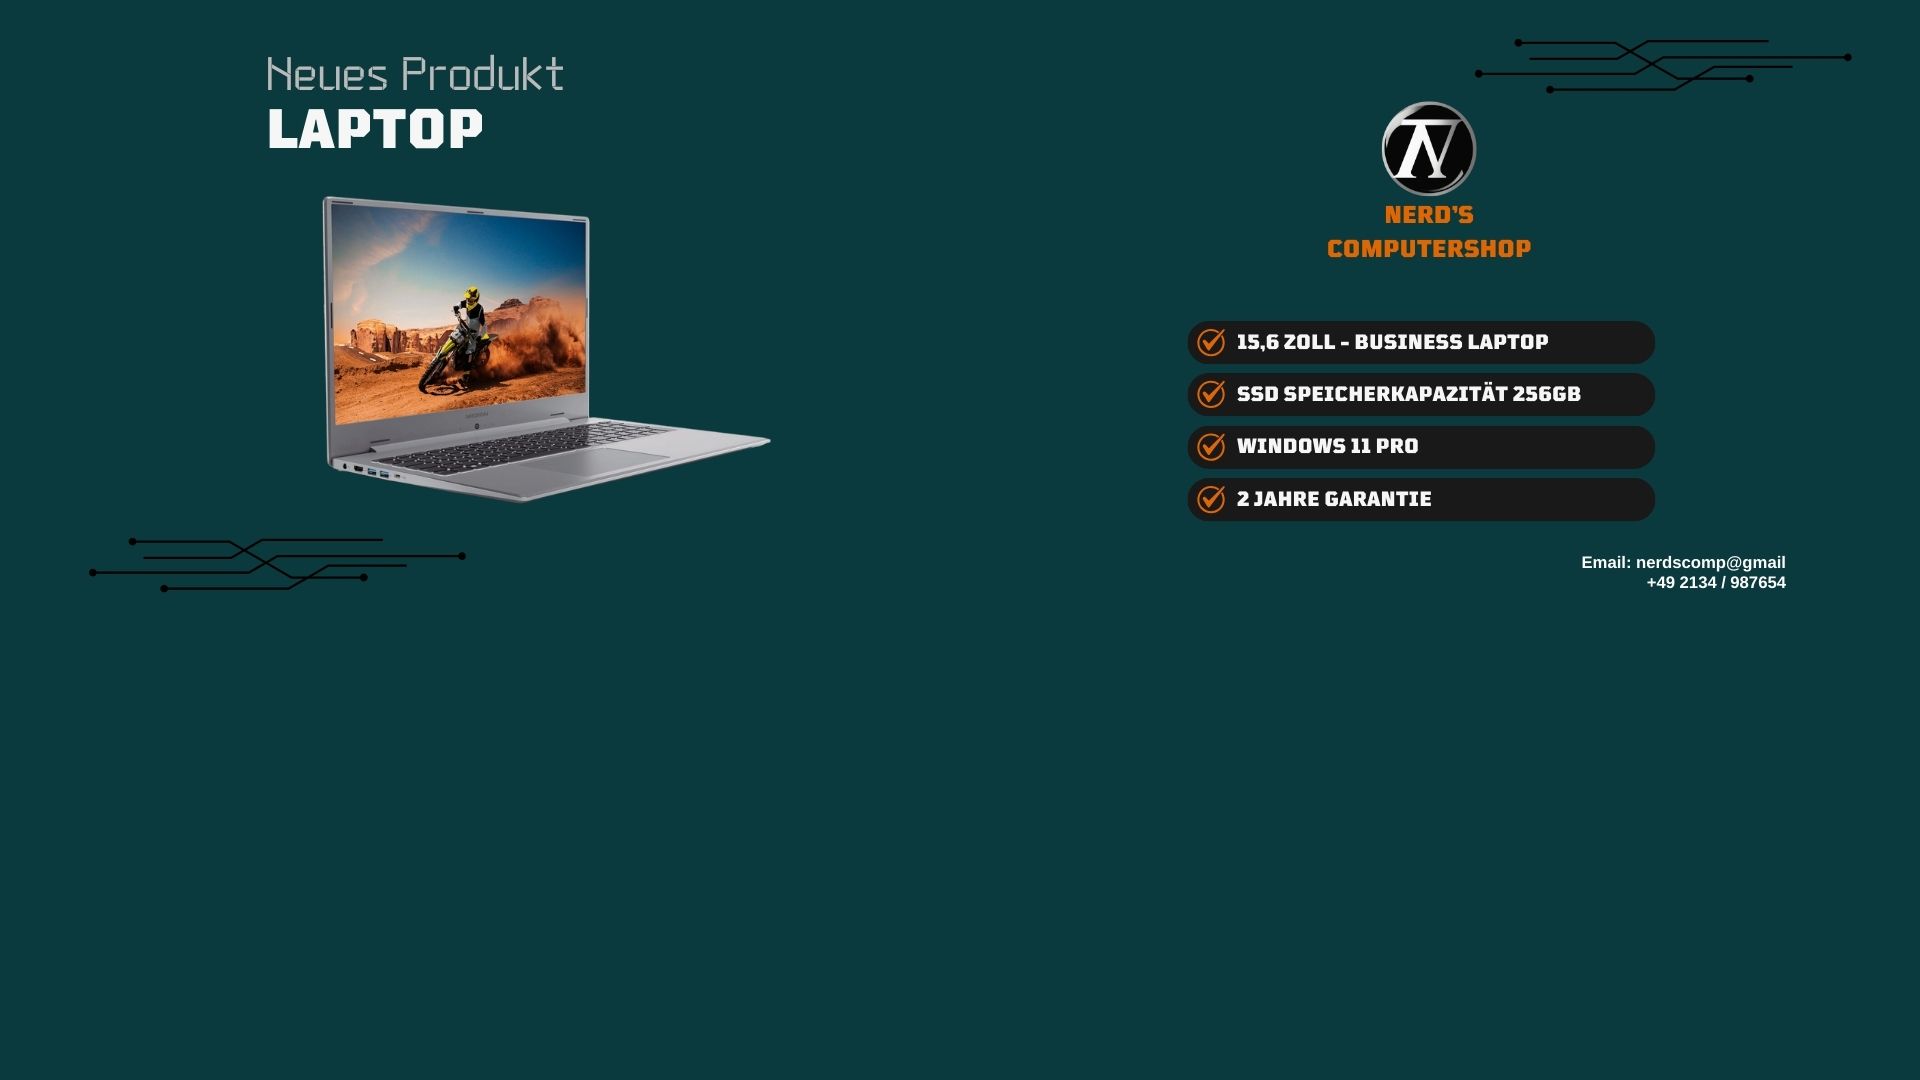 Neues Produkt
LAPTOP
NERD'S
COMPUTERSHOP
15,6 ZOLL - BUSINESS LAPTOP
SSD SPEICHERKAPAZITÄT 256GB
WINDOWS 11 PRO
2 JAHRE GARANTIE
Email: nerdscomp@gmail
+49 2134 / 987654